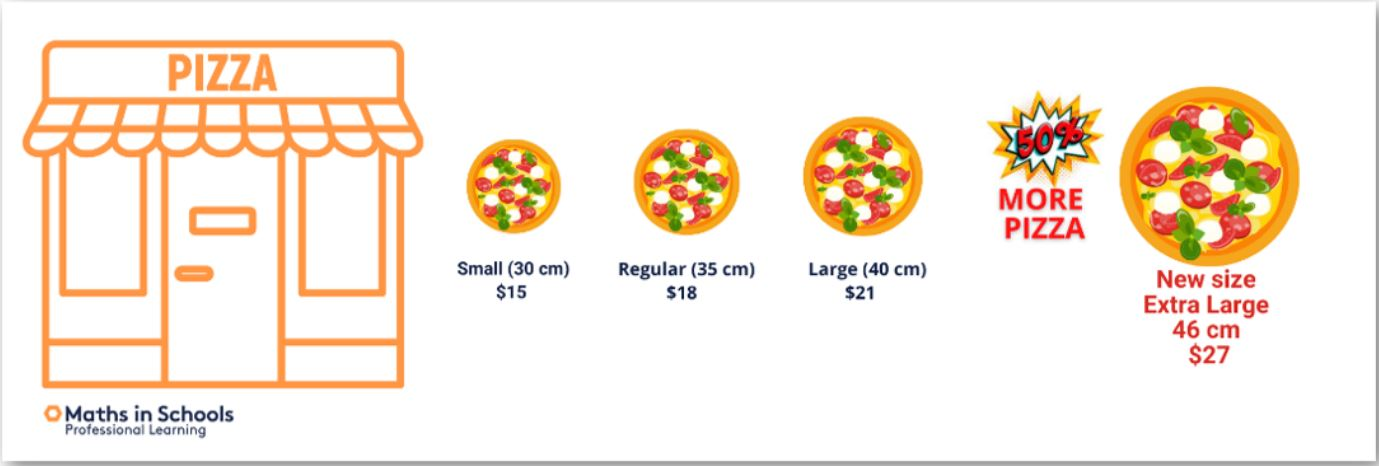 PIZZA
Small (30 cm)
$15
Regular (35 cm)
$18
Large (40 cm)
$21
50%
MORE
PIZZA
New size
Extra Large
46 cm
$27
Maths in Schools
Professional Learning